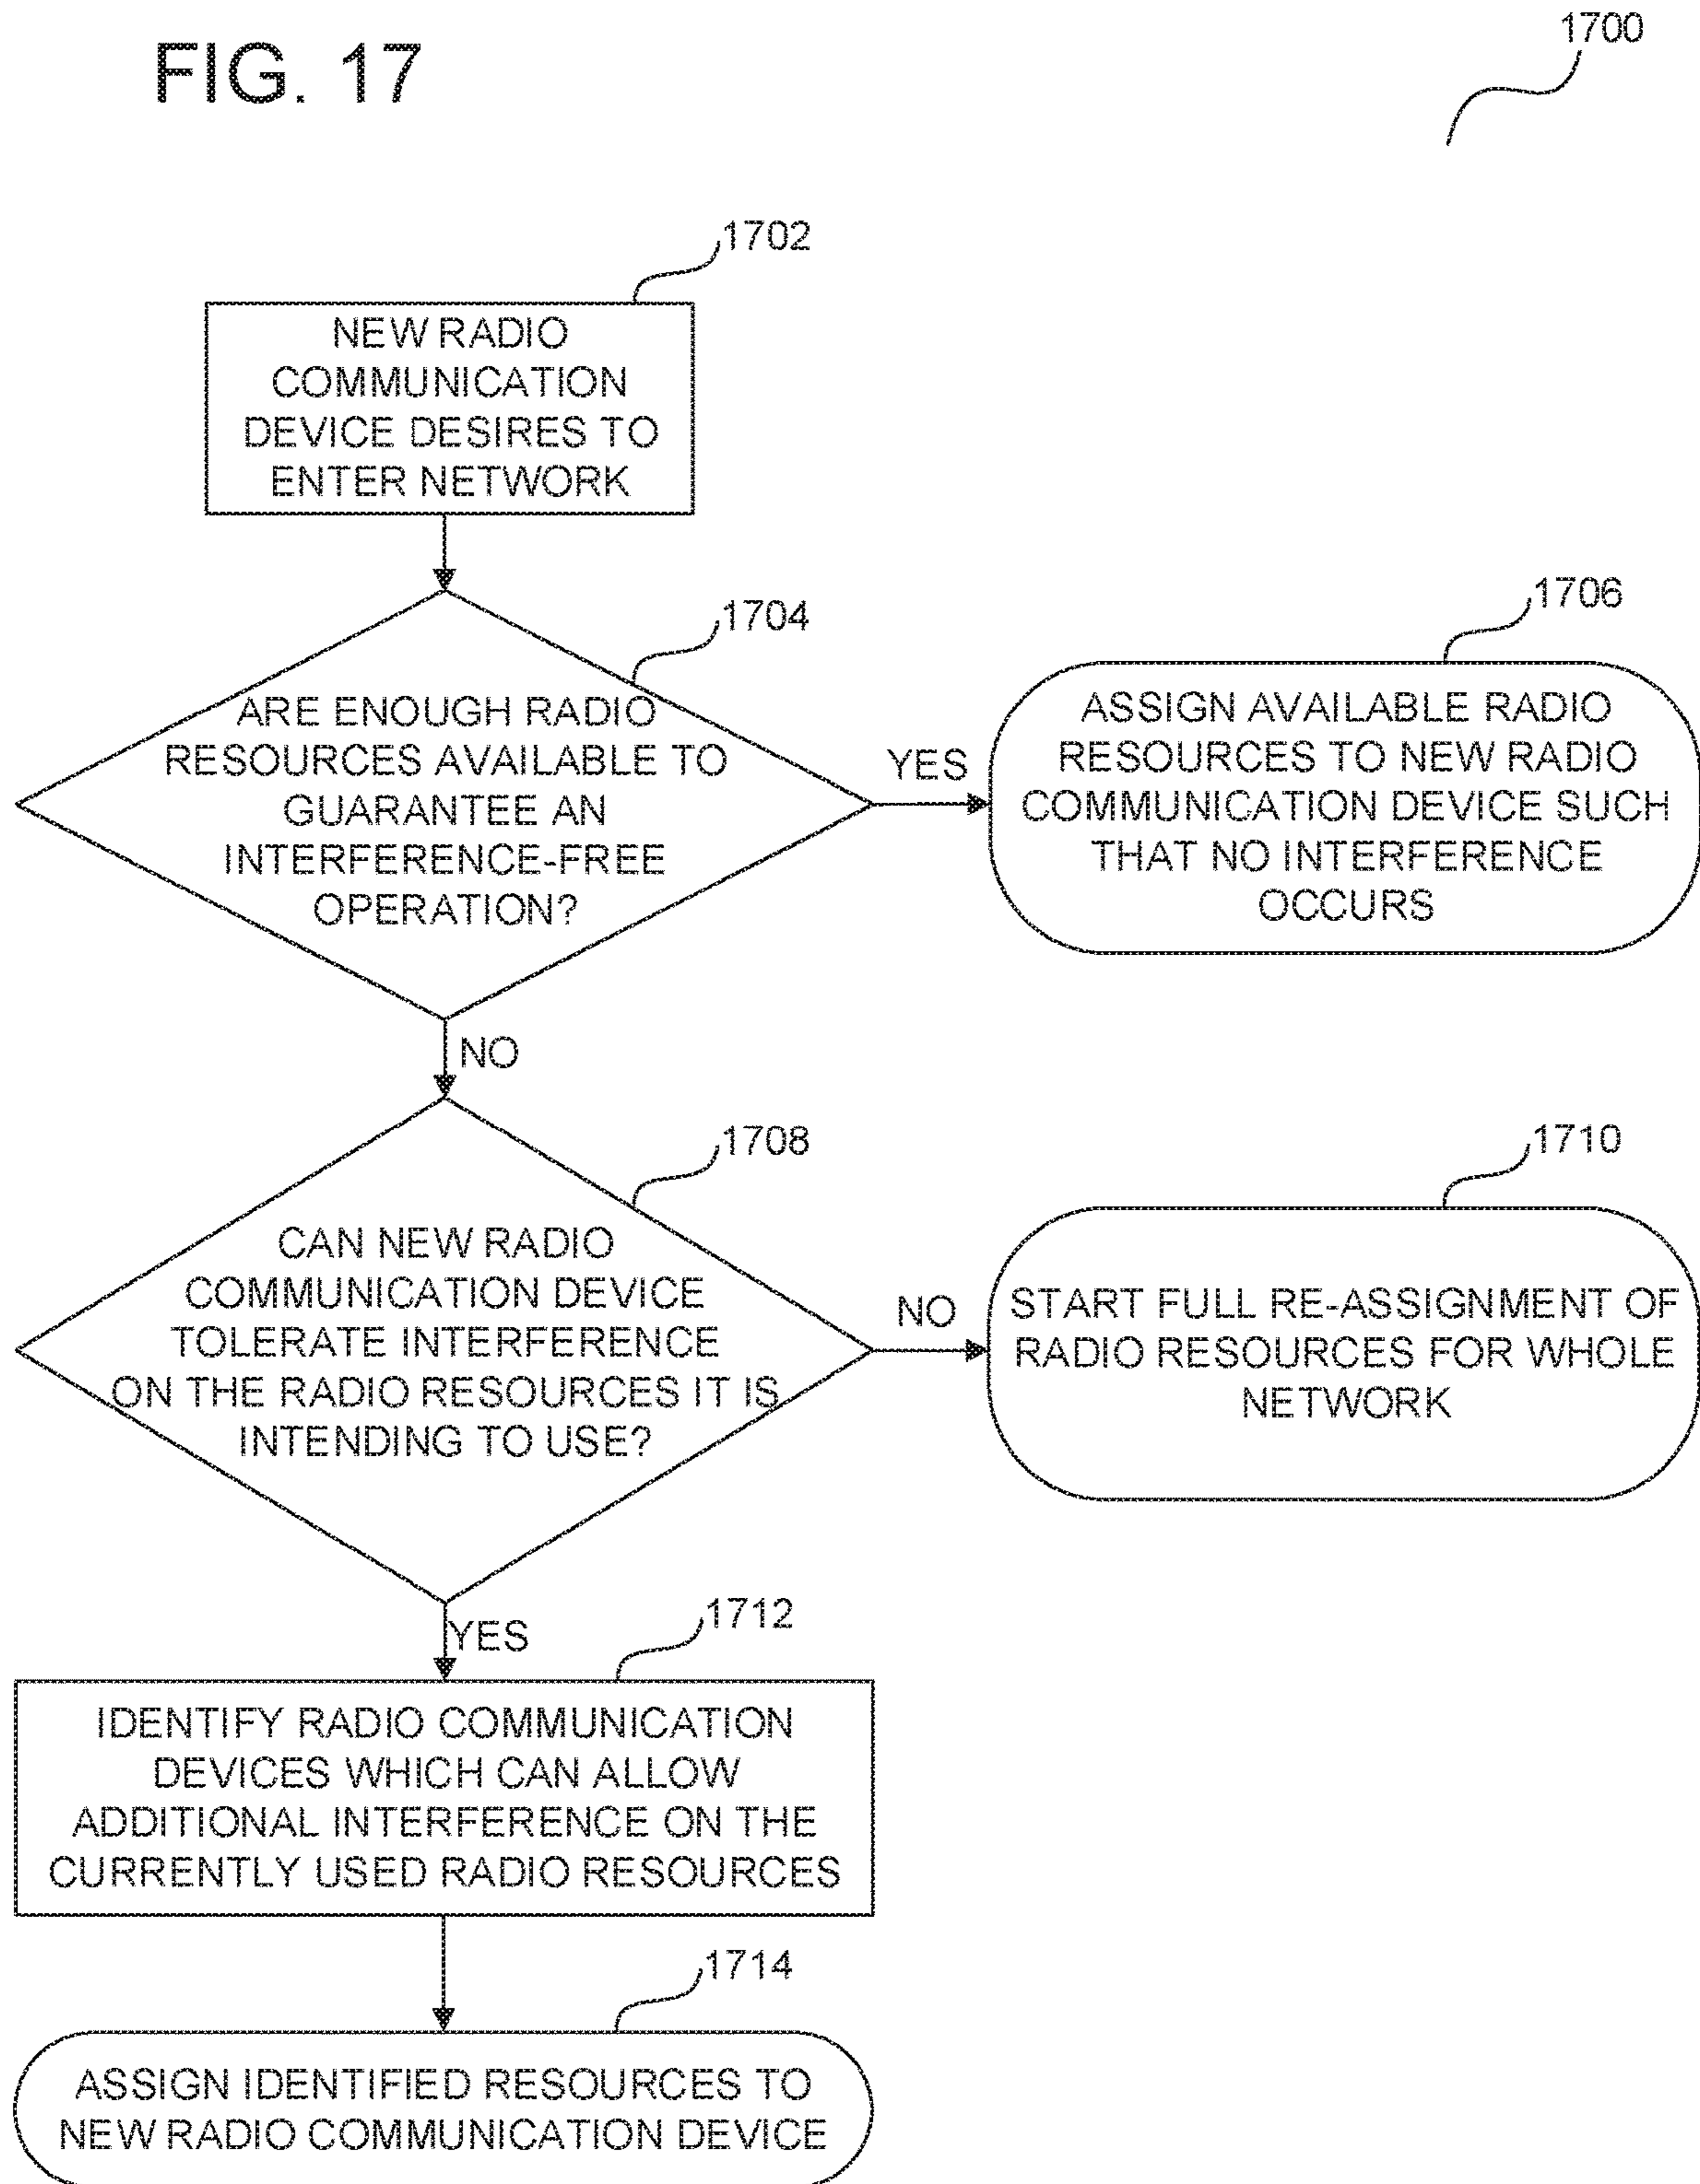 FIG. 17
1700
1702
NEW RADIO
COMMUNICATION
DEVICE DESIRES TO
ENTER NETWORK
1704
ARE ENOUGH RADIO
RESOURCES AVAILABLE TO
GUARANTEE AN
INTERFERENCE-FREE
OPERATION?
YES
1706
ASSIGN AVAILABLE RADIO
RESOURCES TO NEW RADIO
COMMUNICATION DEVICE SUCH
THAT NO INTERFERENCE
OCCURS
NO
1708
CAN NEW RADIO
COMMUNICATION DEVICE
TOLERATE INTERFERENCE
ON THE RADIO RESOURCES IT IS
INTENDING TO USE?
NO
1710
START FULL RE-ASSIGNMENT OF
RADIO RESOURCES FOR WHOLE
NETWORK
YES
1712
IDENTIFY RADIO COMMUNICATION
DEVICES WHICH CAN ALLOW
ADDITIONAL INTERFERENCE ON THE
CURRENTLY USED RADIO RESOURCES
1714
ASSIGN IDENTIFIED RESOURCES TO
NEW RADIO COMMUNICATION DEVICE